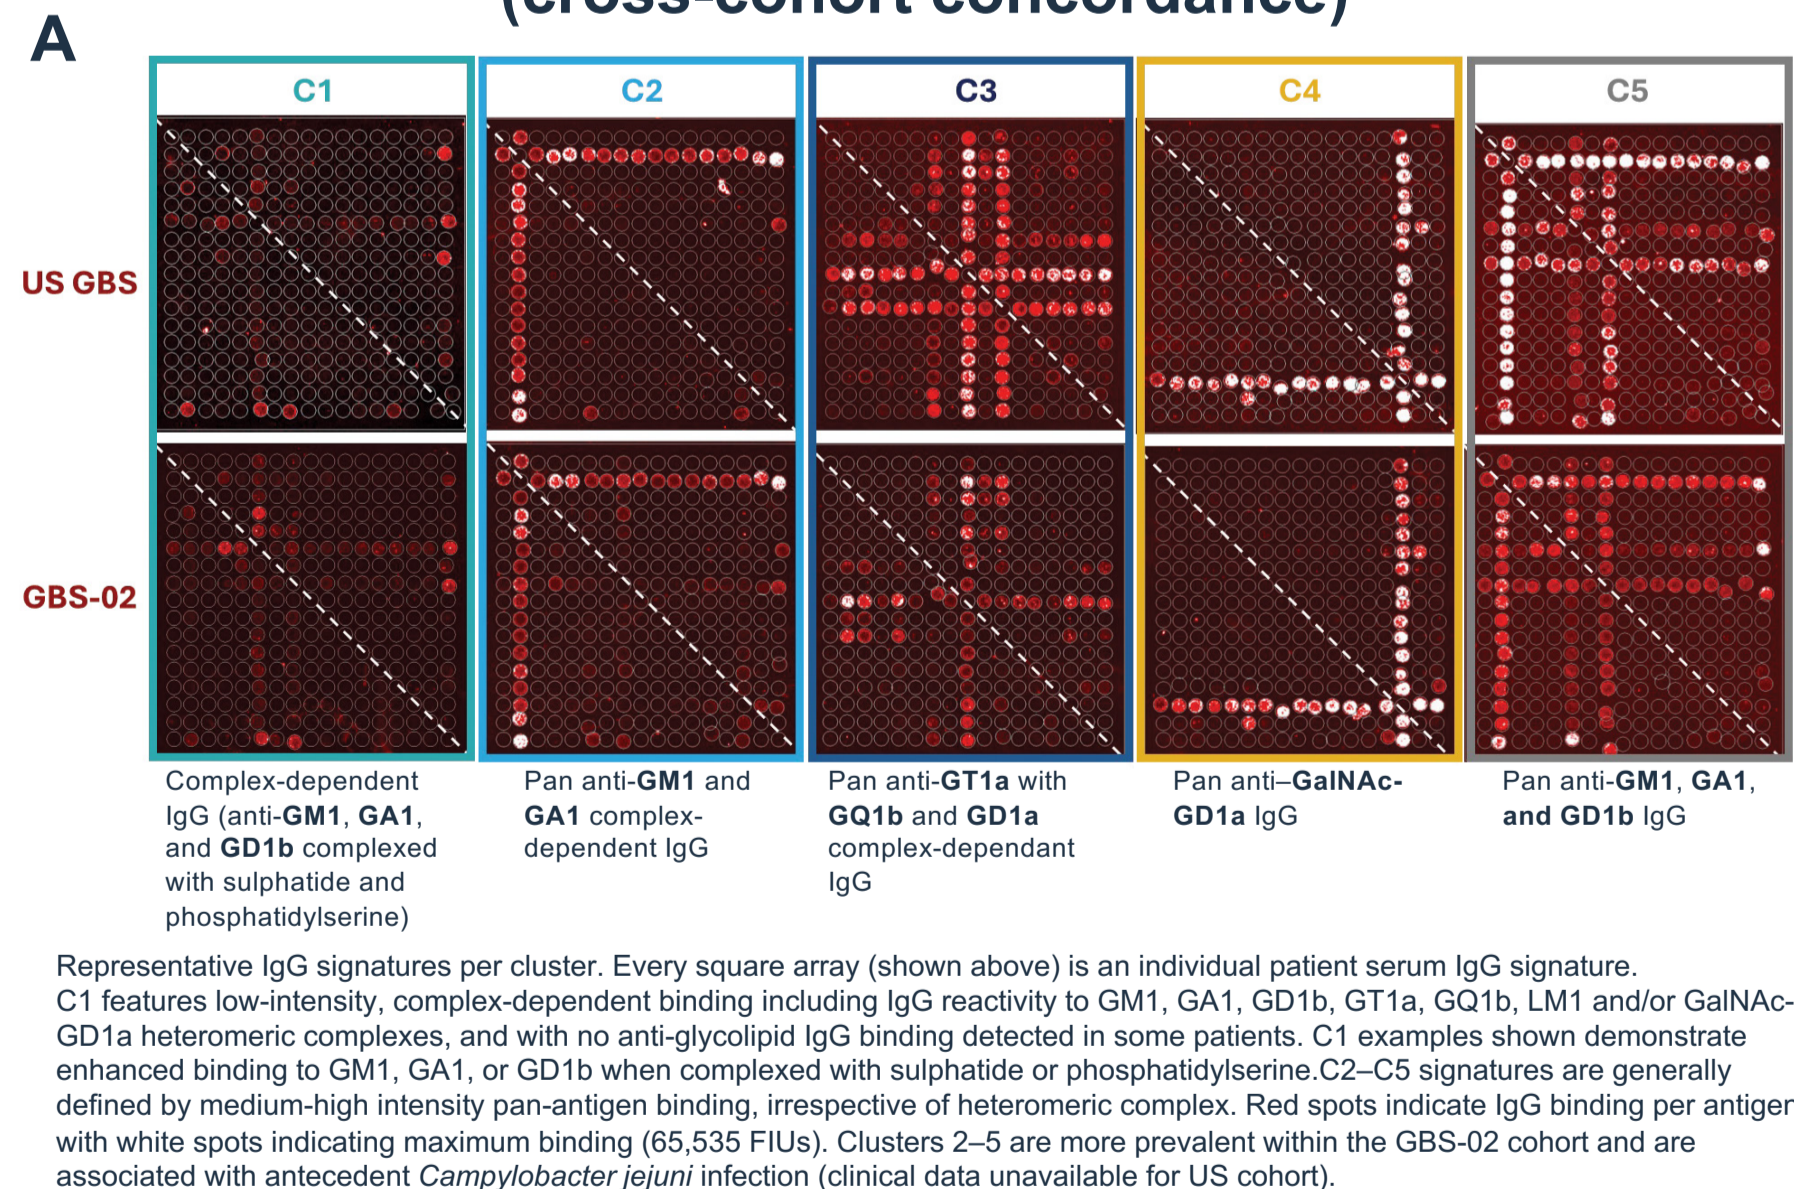 (cross-cohort concordance)
A
C1
C2
C3
C4
C5
US GBS
GBS-02
Complex-dependent
IgG (anti-GM1, GA1,
and GD1b complexed
with sulphatide and
phosphatidylserine)
Pan anti-GM1 and
GA1 complex-
dependent IgG
Pan anti-GT1a with
GQ1b and GD1a
complex-dependant
IgG
Pan anti–GalNAc-
GD1a IgG
Pan anti-GM1, GA1,
and GD1b IgG
Representative IgG signatures per cluster. Every square array (shown above) is an individual patient serum IgG signature.
C1 features low-intensity, complex-dependent binding including IgG reactivity to GM1, GA1, GD1b, GT1a, GQ1b, LM1 and/or GalNAc-
GD1a heteromeric complexes, and with no anti-glycolipid IgG binding detected in some patients. C1 examples shown demonstrate
enhanced binding to GM1, GA1, or GD1b when complexed with sulphatide or phosphatidylserine.C2–C5 signatures are generally
defined by medium-high intensity pan-antigen binding, irrespective of heteromeric complex. Red spots indicate IgG binding per antigen
with white spots indicating maximum binding (65,535 FIUs). Clusters 2–5 are more prevalent within the GBS-02 cohort and are
associated with antecedent Campylobacter jejuni infection (clinical data unavailable for US cohort).